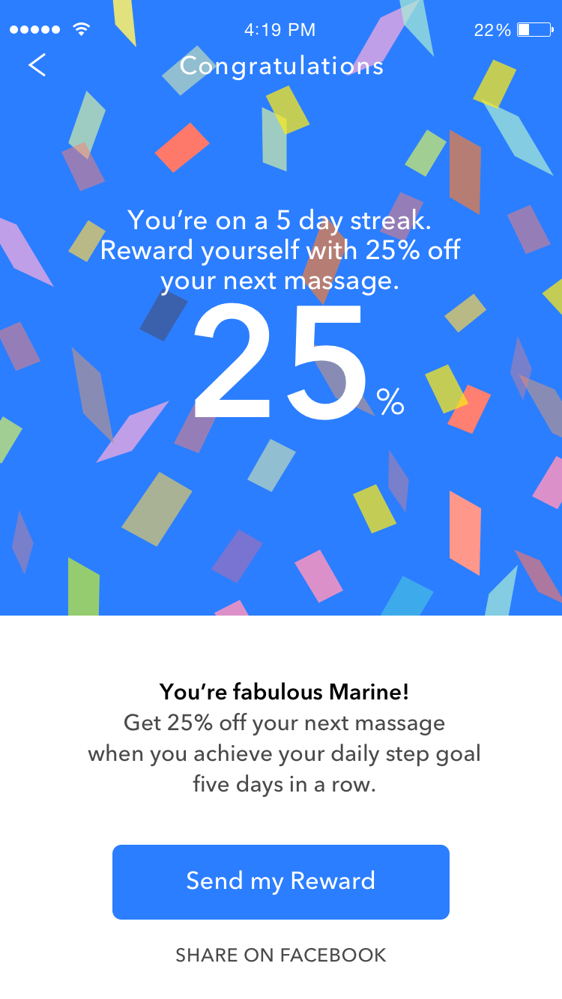 4:19 PM
22%
Congratulations
You’re on a 5 day streak.
Reward yourself with 25% off
your next massage.
25%
You’re fabulous Marine!
Get 25% off your next massage
when you achieve your daily step goal
five days in a row.
Send my Reward
SHARE ON FACEBOOK